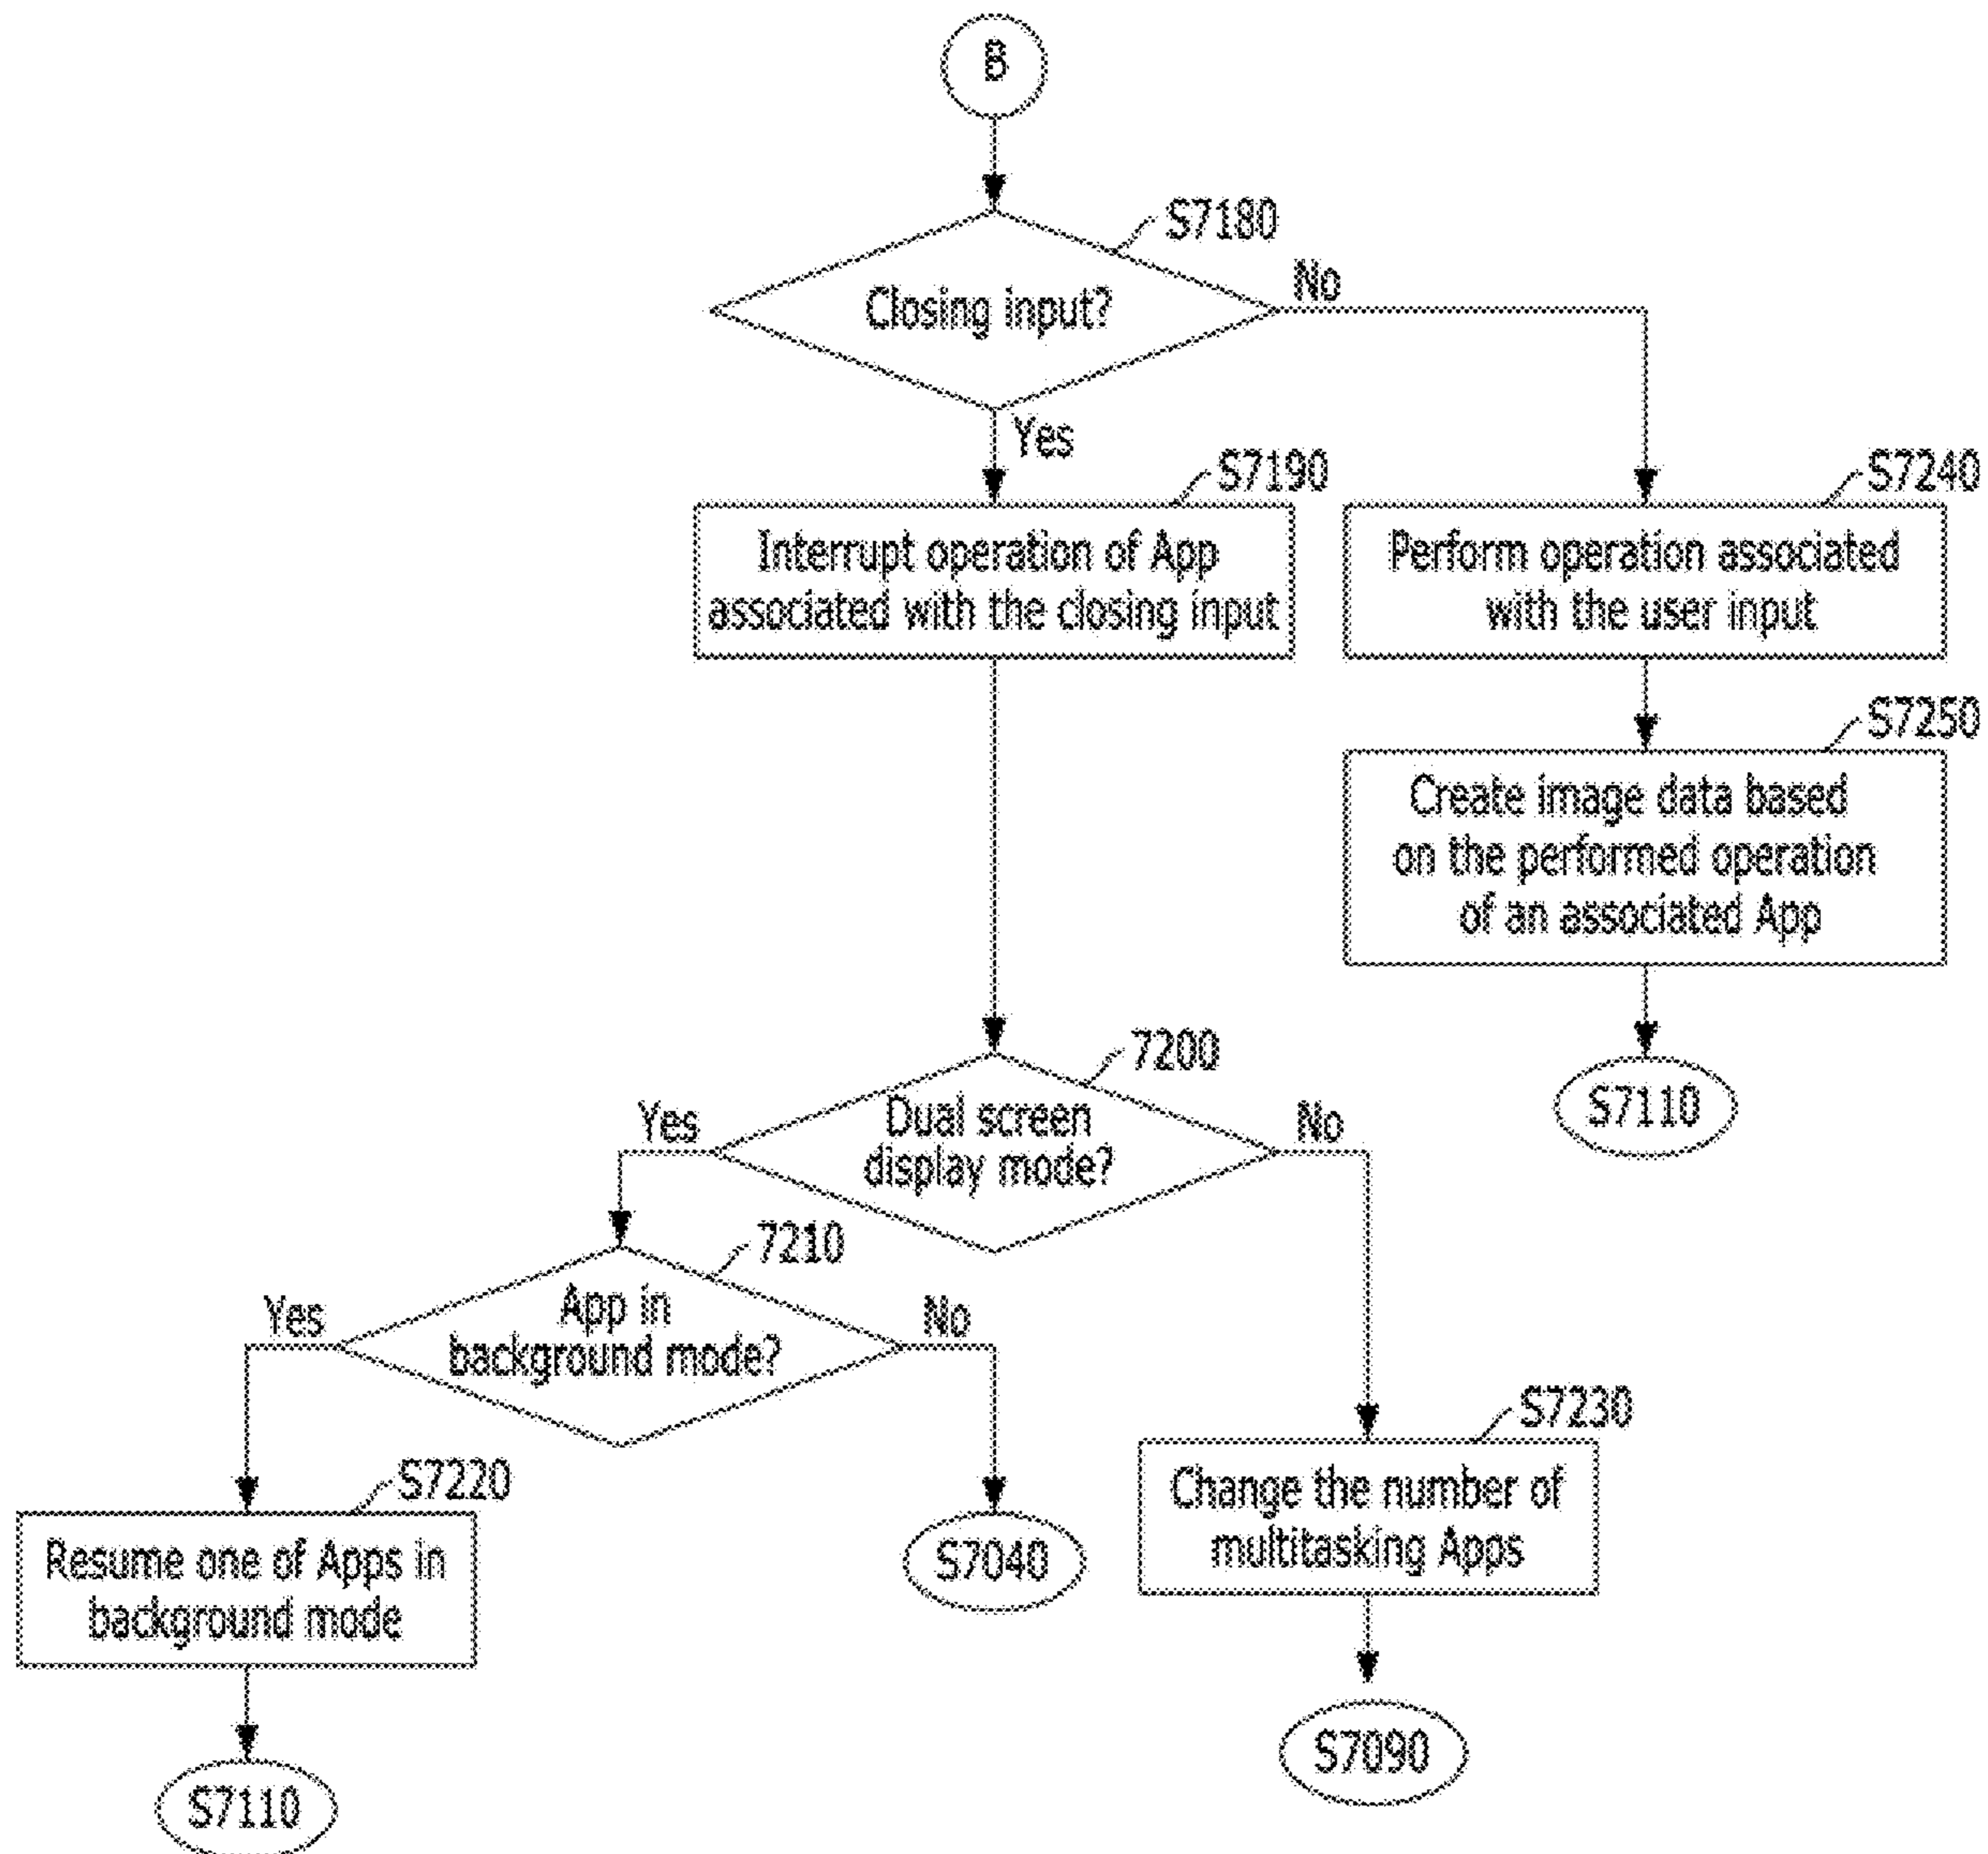 B
S7180
Closing input?
No
Yes
S7190
Interrupt operation of App
associated with the closing input
S7240
Perform operation associated
with the user input
S7250
Create image data based
on the performed operation
of an associated App
S7110
7200
Dual screen
display mode?
Yes
No
7210
App in
background mode?
Yes
No
S7220
Resume one of Apps in
background mode
S7110
S7040
S7230
Change the number of
multitasking Apps
S7090